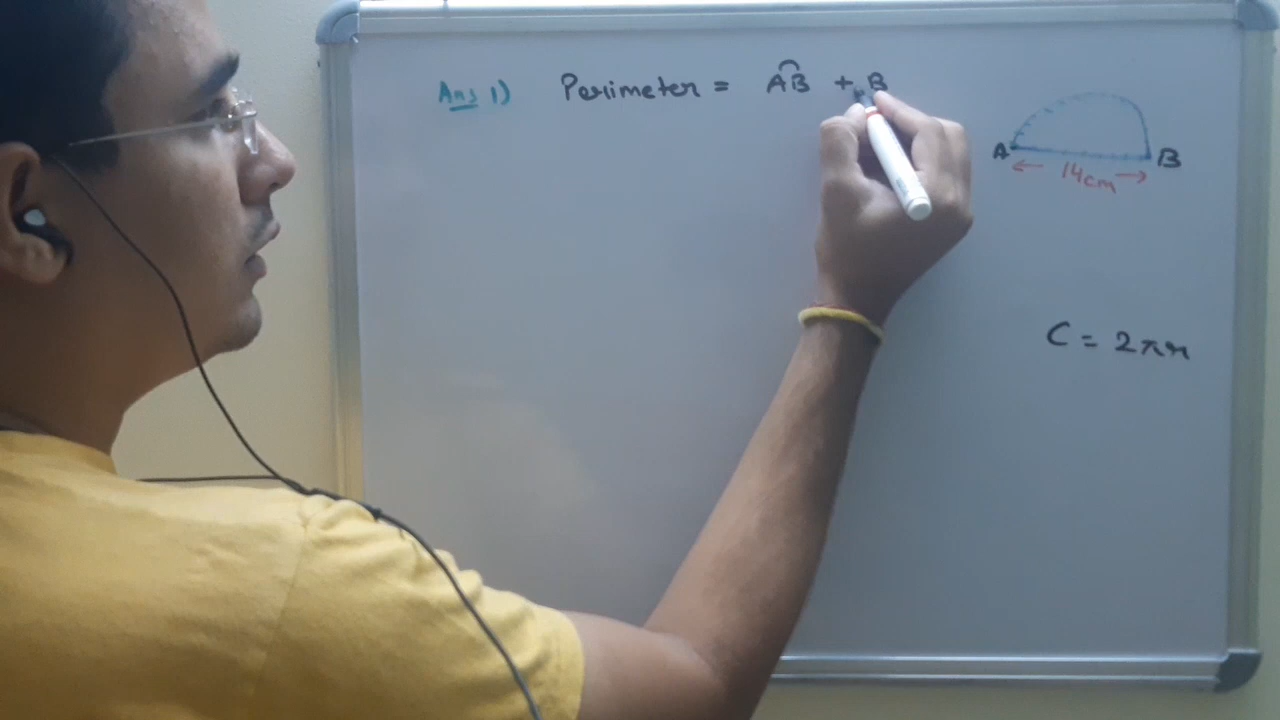 Ans 1) Perimeter = AB + B
A B
14cm
C = 2πr